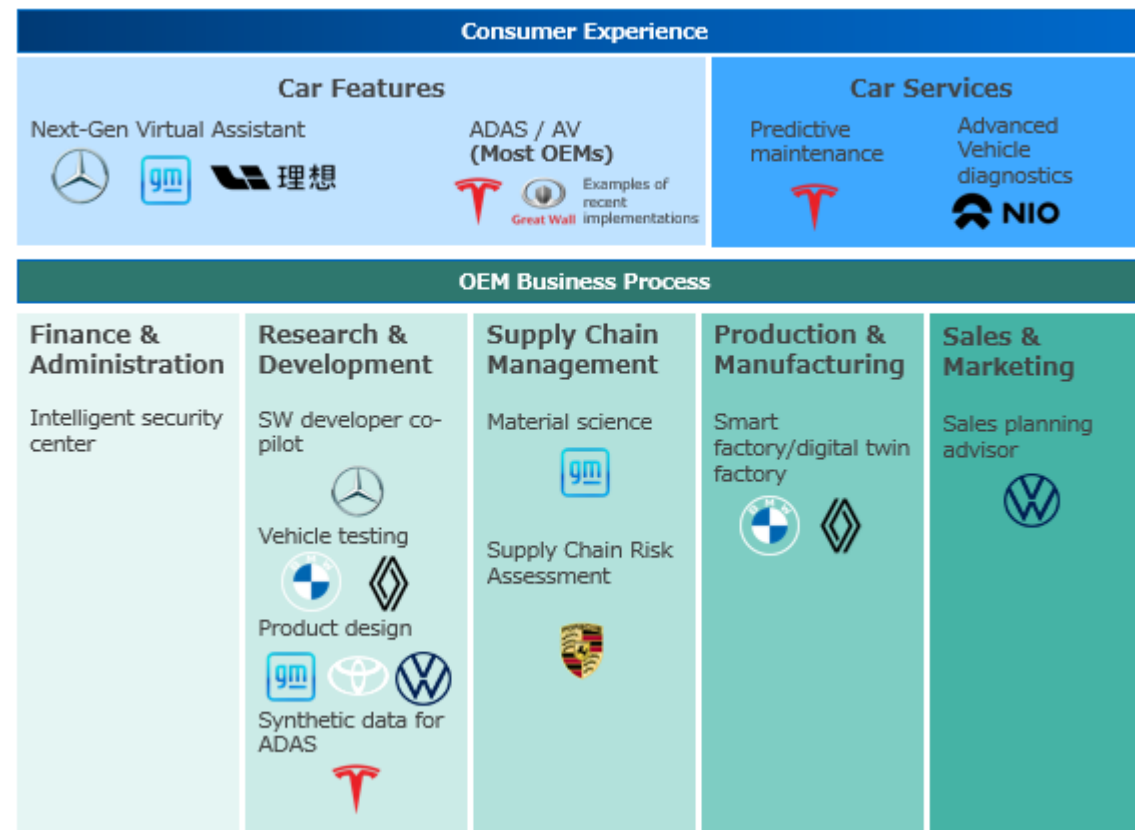 Consumer Experience
Car Features
Next-Gen Virtual Assistant
gm
理想
ADAS / AV
(Most OEMs)
Great Wall
Examples of
recent
implementations
Car Services
Predictive
maintenance
Advanced
Vehicle
diagnostics
NIO
OEM Business Process
Finance &
Administration
Intelligent security
center
Research &
Development
SW developer co-
pilot
Vehicle testing
BMW
Product design
gm
Synthetic data for
ADAS
Supply Chain
Management
Material science
gm
Supply Chain Risk
Assessment
Production &
Manufacturing
Smart
factory/digital twin
factory
BMW
Sales &
Marketing
Sales planning
advisor